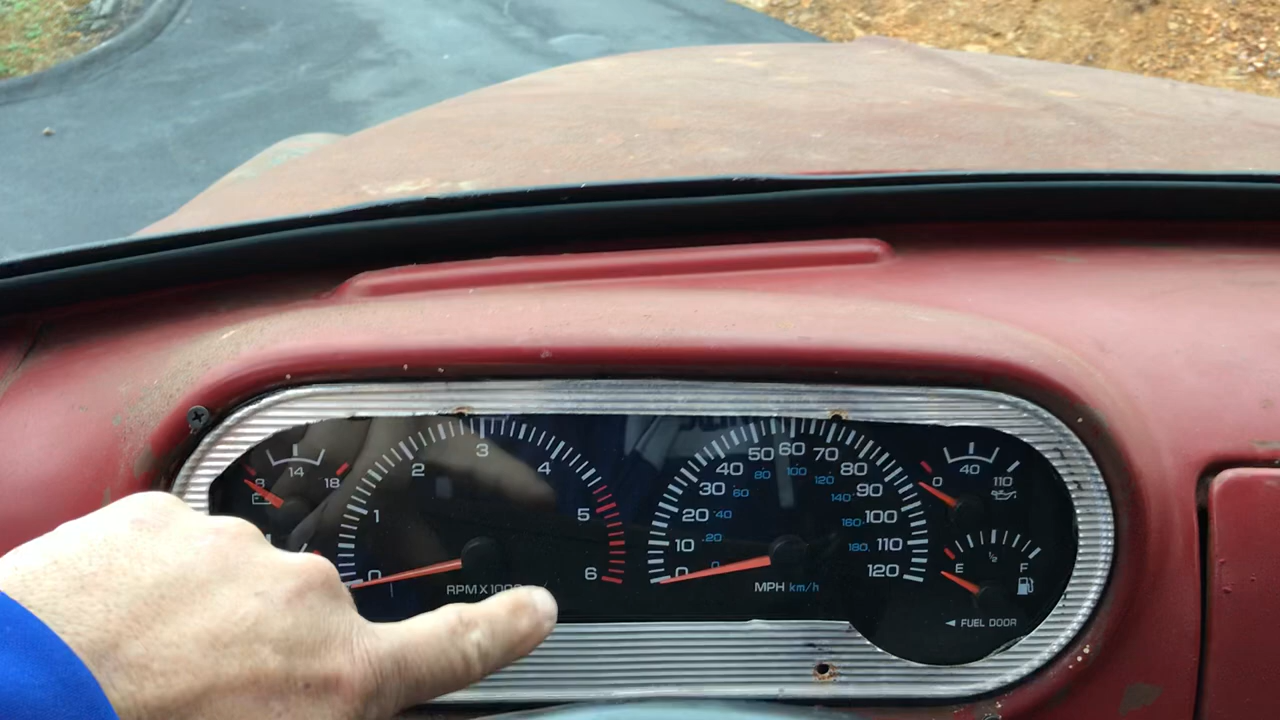 8 14 18
0 1 2 3 4 5 6
RPM X 100
0 10 20 30 40 50 60 70 80 90 100 110 120
0 20 40 60 80 100 120 140 160 180
MPH km/h
0 40 110
E 1/2 F
◄ FUEL DOOR